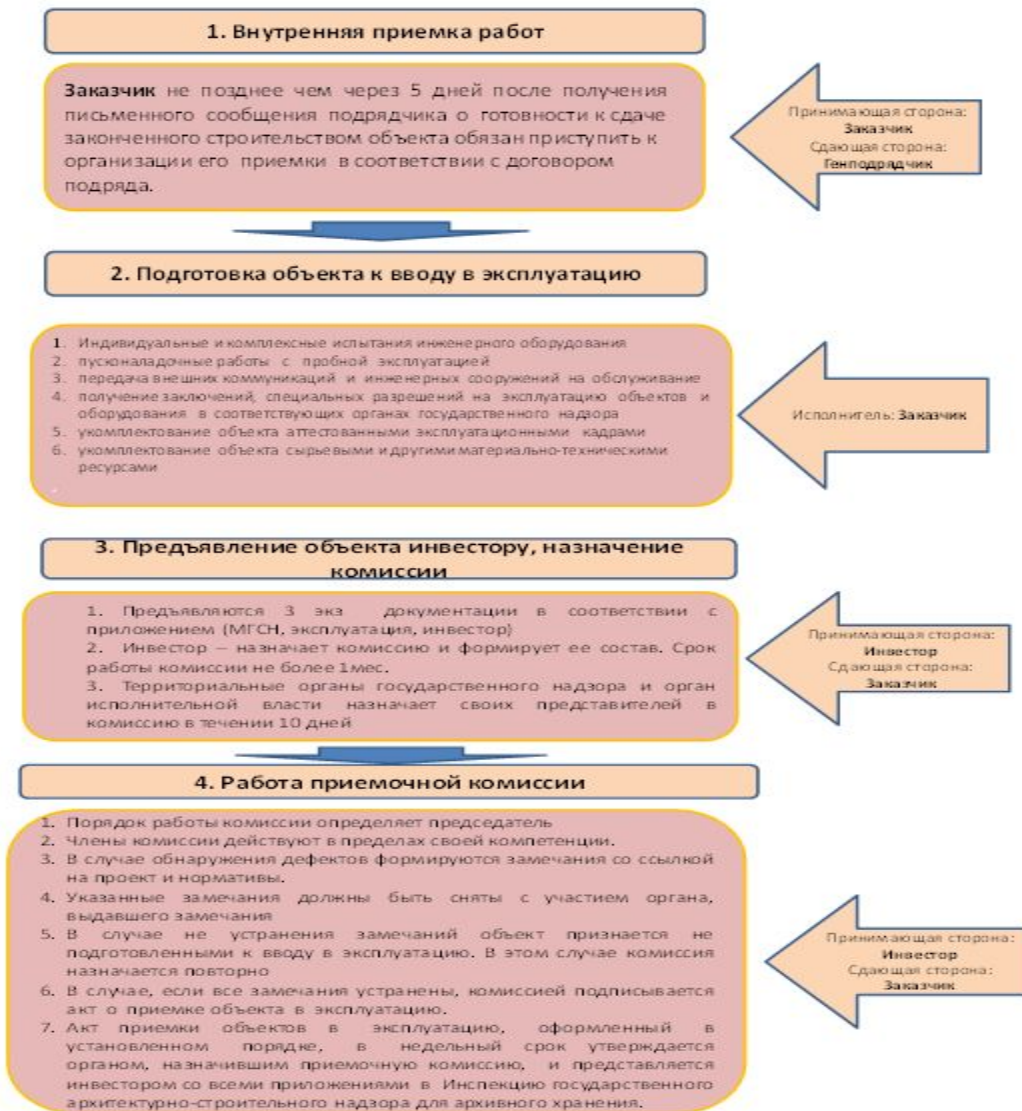 1. Внутренняя приемка работ
Заказчик не позднее чем через 5 дней после получения
письменного сообщения подрядчика о готовности к сдаче
законченного строительством объекта обязан приступить к
организации его приемки в соответствии с договором
подряда.
Принимающая сторона:
Заказчик
Сдающая сторона:
Генподрядчик
2. Подготовка объекта к вводу в эксплуатацию
1. Индивидуальные и комплексные испытания инженерного оборудования
2. пусконаладочные работы с пробной эксплуатацией
3. передача внешних коммуникаций и инженерных сооружений на обслуживание
4. получение заключений, специальных разрешений на эксплуатацию объектов и
оборудования в соответствующих органах государственного надзора
5. укомплектование объекта аттестованными эксплуатационными кадрами
6. укомплектование объекта сырьевыми и другими материально-техническими
ресурсами
.
Исполнитель: Заказчик
3. Предъявление объекта инвестору, назначение
комиссии
1. Предъявляются 3 экз документации в соответствии с
приложением (МГСН, эксплуатация, инвестор)
2. Инвестор – назначает комиссию и формирует ее состав. Срок
работы комиссии не более 1мес.
3. Территориальные органы государственного надзора и орган
исполнительной власти назначает своих представителей в
комиссию в течении 10 дней
Принимающая сторона:
Инвестор
Сдающая сторона:
Заказчик
4. Работа приемочной комиссии
1. Порядок работы комиссии определяет председатель
2. Члены комиссии действуют в пределах своей компетенции.
3. В случае обнаружения дефектов формируются замечания со ссылкой
на проект и нормативы.
4. Указанные замечания должны быть сняты с участием органа,
выдавшего замечания
5. В случае не устранения замечаний объект признается не
подготовленными к вводу в эксплуатацию. В этом случае комиссия
назначается повторно
6. В случае, если все замечания устранены, комиссией подписывается
акт о приемке объекта в эксплуатацию.
7. Акт приемки объектов в эксплуатацию, оформленный в
установленном порядке, в недельный срок утверждается
органом, назначившим приемочную комиссию, и представляется
инвестором со всеми приложениями в Инспекцию государственного
архитектурно-строительного надзора для архивного хранения.
Принимающая сторона:
Инвестор
Сдающая сторона:
Заказчик